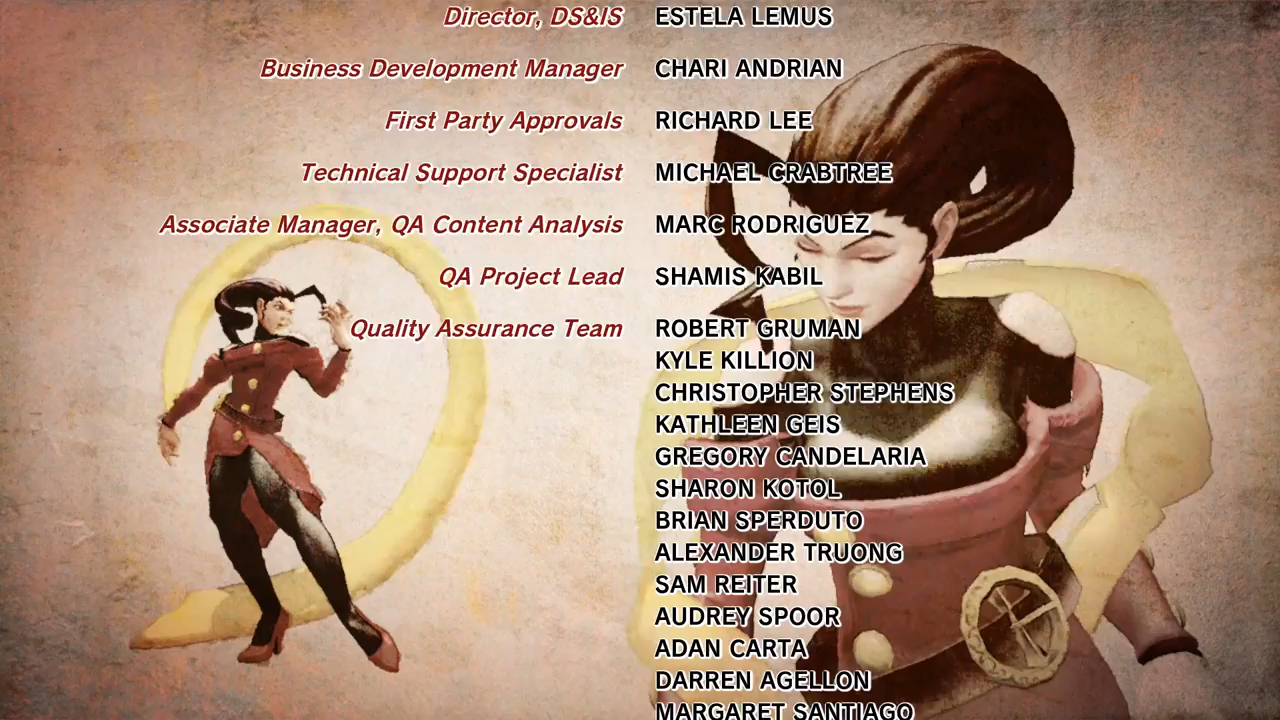 Director, DS&IS ESTELA LEMUS
Business Development Manager CHARI ANDRIAN
First Party Approvals RICHARD LEE
Technical Support Specialist MICHAEL CRABTREE
Associate Manager, QA Content Analysis MARC RODRIGUEZ
QA Project Lead SHAMIS KABIL
Quality Assurance Team ROBERT GRUMAN
KYLE KILLION
CHRISTOPHER STEPHENS
KATHLEEN GEIS
GREGORY CANDELARIA
SHARON KOTOL
BRIAN SPERDUTO
ALEXANDER TRUONG
SAM REITER
AUDREY SPOOR
ADAN CARTA
DARREN AGELLON
MARGARET SANTIAGO